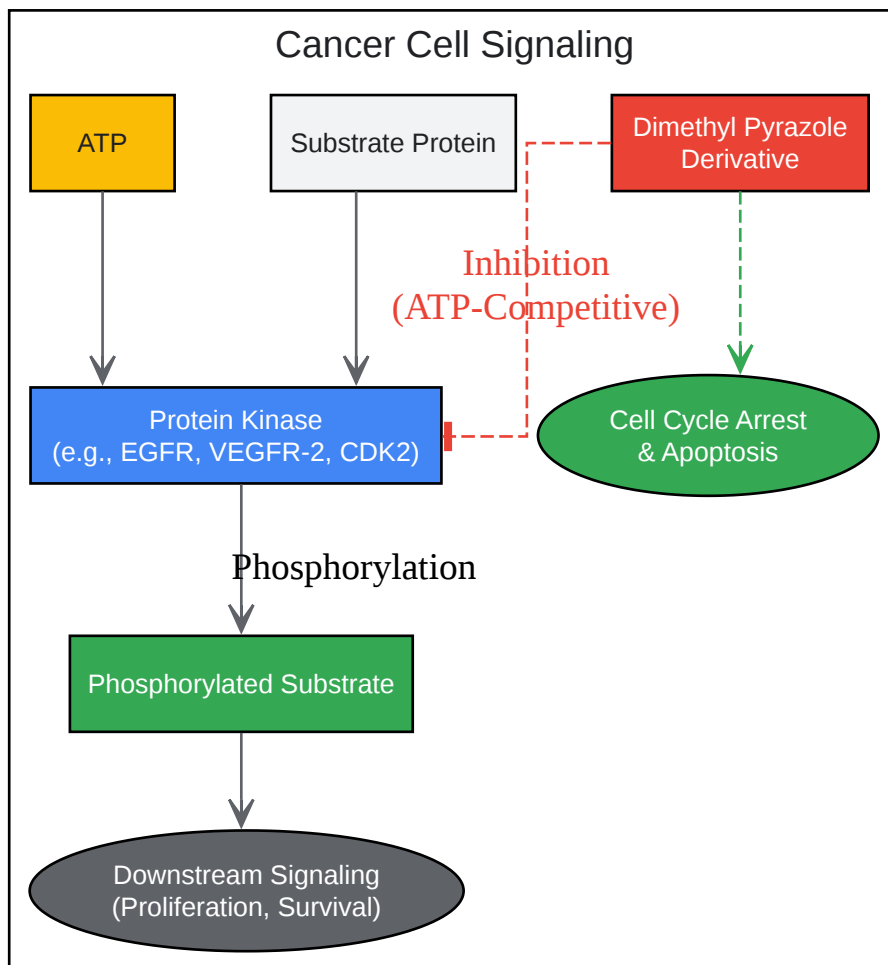 Cancer Cell Signaling
ATP
Substrate Protein
Dimethyl Pyrazole
Derivative
Inhibition
(ATP-Competitive)
Protein Kinase
(e.g., EGFR, VEGFR-2, CDK2)
Cell Cycle Arrest
& Apoptosis
Phosphorylation
Phosphorylated Substrate
Downstream Signaling
(Proliferation, Survival)